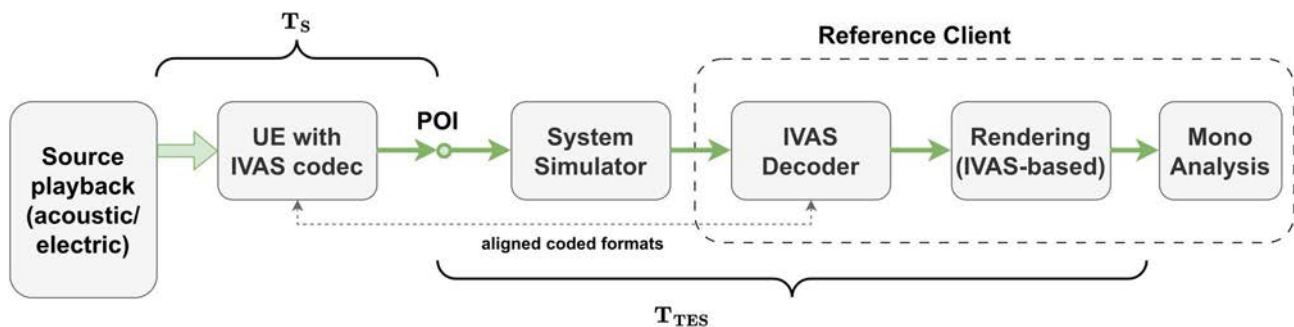 T_S
Reference Client
Source
playback
(acoustic/
electric)
UE with
IVAS codec
POI
System
Simulator
IVAS
Decoder
Rendering
(IVAS-based)
Mono
Analysis
aligned coded formats
T_TES